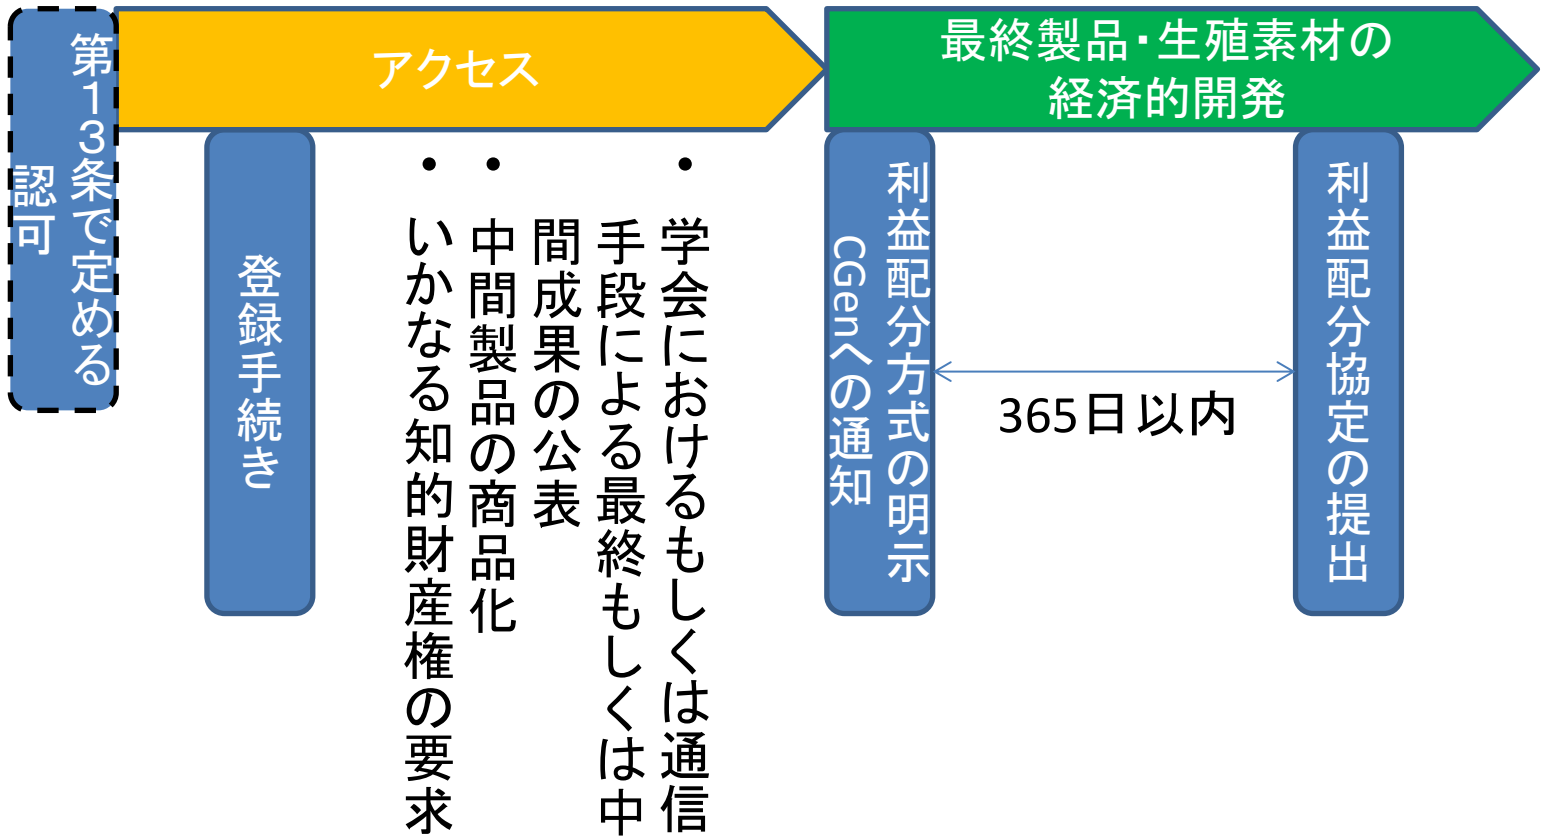 第１３条で定める
認可
アクセス
最終製品・生殖素材の
経済的開発
登録手続き
・学会におけるもしくは通信
手段による最終もしくは中
間成果の公表
・中間製品の商品化
・いかなる知的財産権の要求
利益配分方式の明示
CGenへの通知
365日以内
利益配分協定の提出